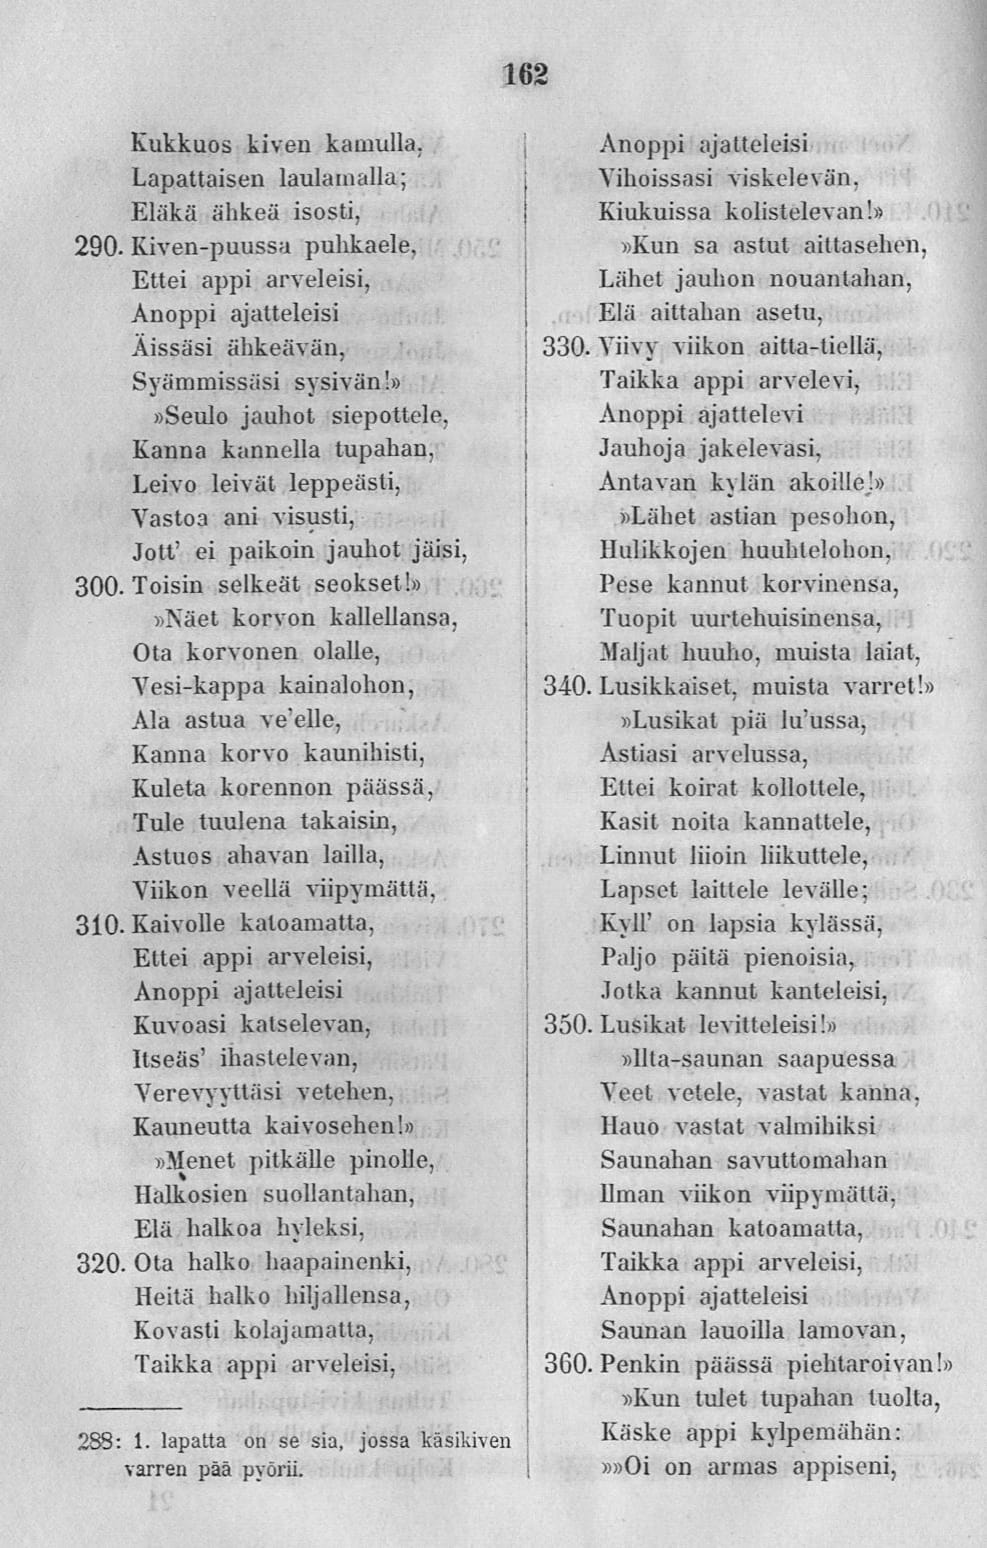 162
Kukkuos kiven kamulla,
Lapattaisen laulamalla;
Eläkä ähkeä isosti,
290. Kiven-puussa puhkaele,
Ettei appi arveleisi,
Anoppi ajatteleisi
Äissäsi ähkeävän,
Syämmissäsi sysivän!»
»Seulo jauhot siepottele,
Kanna kannella tupahan,
Leivo leivät leppeästi,
Vastoa ani visusti,
Jott' ei paikoin jauhot jäisi,
300. Toisin selkeät seokset!»
»Näet korvon kallellansa,
Ota korvonen olalle,
Vesi-kappa kainalohon,
Ala astua ve'elle,
Kanna korvo kaunihisti,
Kuleta korennon päässä,
Tule tuulena takaisin,
Astuos ahavan lailla,
Viikon veellä viipymättä,
310. Kaivolle katoamatta,
Ettei appi arveleisi,
Anoppi ajatteleisi
Kuvoasi katselevan,
Itseäs' ihastelevan,
Verevyyttäsi vetehen,
Kauneutta kaivosehen!»
»Menet pitkälle pinolle,
Halkosien suollantahan,
Elä halkoa hyleksi,
320. Ota halko haapainenki,
Heitä halko hiljallensa,
Kovasti kolajamatta,
Taikka appi arveleisi,
288: 1. lapatta on se sia, jossa käsikiven
varren pää pyörii.
Anoppi ajatteleisi
Vihoissasi viskelevän,
Kiukuissa kolistelevan!»
»Kun sa astut aittasehen,
Lähet jauhon nouantahan,
Elä aittahan asetu,
330. Viivy viikon aitta-tiellä,
Taikka appi arvelevi,
Anoppi ajattelevi
Jauhoja jakelevasi,
Antavan kylän akoille!»
»Lähet astian pesohon,
Hulikkojen huuhtelohon,
Pese kannut korvinensa,
Tuopit uurtehuisinensa,
Maljat huuho, muista laiat,
340. Lusikkaiset, muista varret!»
»Lusikat piä lu'ussa,
Astiasi arvelussa,
Ettei koirat kollottele,
Kasit noita kannattele,
Linnut liioin liikuttele,
Lapset laittele levälle;
Kyll' on lapsia kylässä,
Paljo päitä pienoisia,
Jotka kannut kanteleisi,
350. Lusikat levitteleisi!»
»Ilta-saunan saapuessa
Veet vetele, vastat kanna,
Hauo vastat valmihiksi
Saunahan savuttomahan
Ilman viikon viipymättä,
Saunahan katoamatta,
Taikka appi arveleisi,
Anoppi ajatteleisi
Saunan lauoilla lamovan,
360. Penkin päässä piehtaroivan!»
»Kun tulet tupahan tuolta,
Käske appi kylpemähän:
»»Oi on armas appiseni,